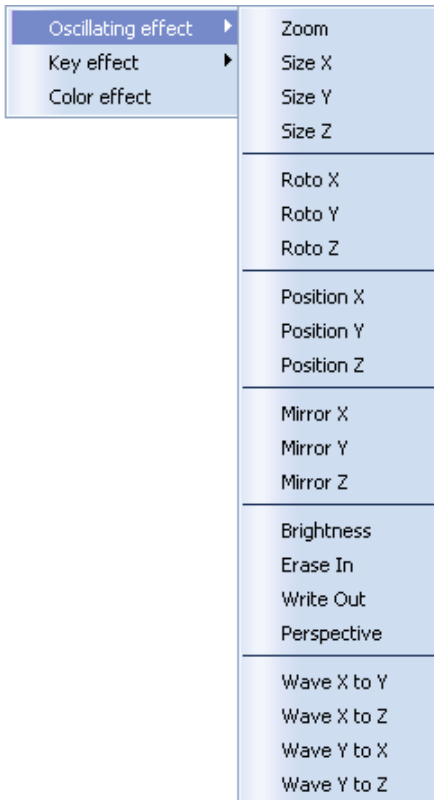 Oscillating effect
Key effect
Color effect
Zoom
Size X
Size Y
Size Z
Roto X
Roto Y
Roto Z
Position X
Position Y
Position Z
Mirror X
Mirror Y
Mirror Z
Brightness
Erase In
Write Out
Perspective
Wave X to Y
Wave X to Z
Wave Y to X
Wave Y to Z